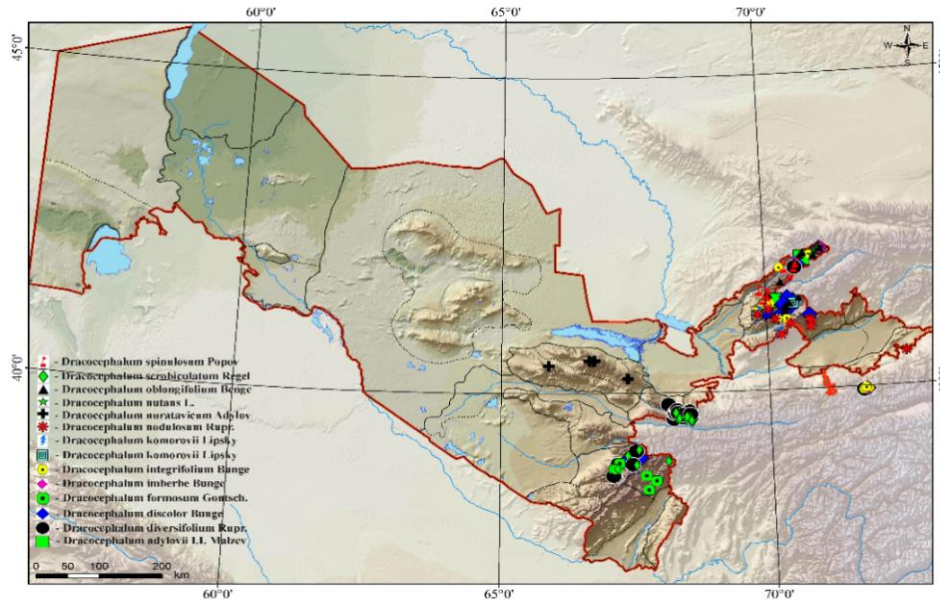 60°0' 65°0' 70°0'
45°0'
N
W E
S
40°0'
- Dracocephalum spinulosum Popov
- Dracocephalum scrobiculatum Regel
- Dracocephalum oblongifolium Benge
- Dracocephalum nutans L.
- Dracocephalum nuratavicum Adylov
- Dracocephalum nodulosum Rupr.
- Dracocephalum komorovii Lipsky
- Dracocephalum komorovii Lipsky
- Dracocephalum integrifolium Bunge
- Dracocephalum imberbe Bunge
- Dracocephalum formosum Gontsch.
- Dracocephalum discolor Bunge
- Dracocephalum diversifolium Rupr.
- Dracocephalum adylovii I.I. Malzev
0 50 100 200
km
60°0' 65°0' 70°0'